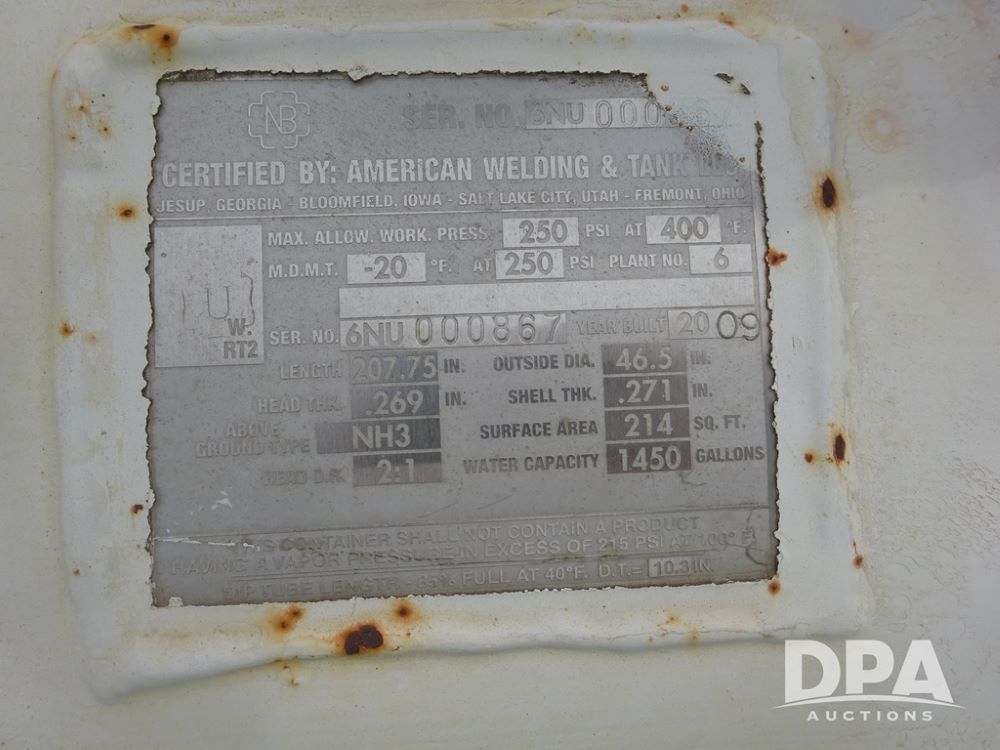 NB SER. NO. 6NU 000867
CERTIFIED BY: AMERICAN WELDING & TANK
JESUP, GEORGIA - BLOOMFIELD, IOWA - SALT LAKE CITY, UTAH - FREMONT, OHIO
MAX. ALLOW. WORK. PRESS 250 PSI AT 400 °F.
M.D.M.T. -20 °F. AT 250 PSI PLANT NO. 6
U
W.
RT2
SER. NO. 6NU 000867 YEAR BUILT 2009
LENGTH 207.75 IN. OUTSIDE DIA. 46.5 IN.
HEAD THK. .269 IN. SHELL THK. .271 IN.
ABOVE GROUND TYPE NH3 SURFACE AREA 214 SQ. FT.
HEAD D.R. 2:1 WATER CAPACITY 1450 GALLONS
THIS CONTAINER SHALL NOT CONTAIN A PRODUCT
HAVING A VAPOR PRESSURE IN EXCESS OF 215 PSI AT 100° F.
DIP TUBE LENGTH - 85% FULL AT 40°F. D.T.= 10.3 IN.
DPA
AUCTIONS